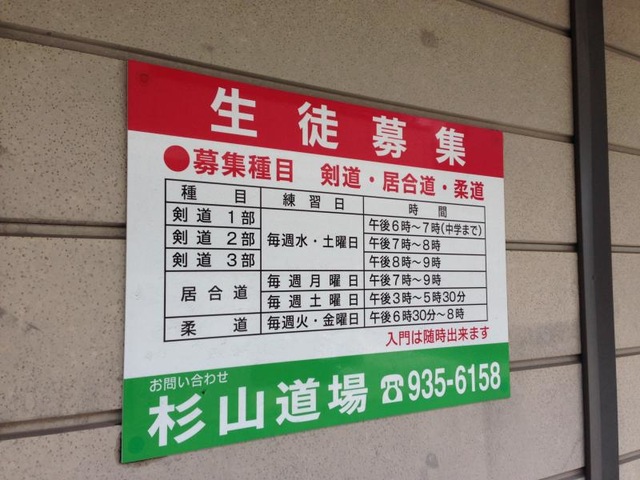 生徒募集
●募集種目 剣道・居合道・柔道
種目 練習日 時間
剣道1部 毎週水・土曜日 午後6時～7時(中学まで)
剣道2部 午後7時～8時
剣道3部 午後8時～9時
居合道 毎週月曜日 午後7時～9時
毎週土曜日 午後3時～5時30分
柔道 毎週火・金曜日 午後6時30分～8時
入門は随時出来ます
お問い合わせ
杉山道場 ☎935-6158